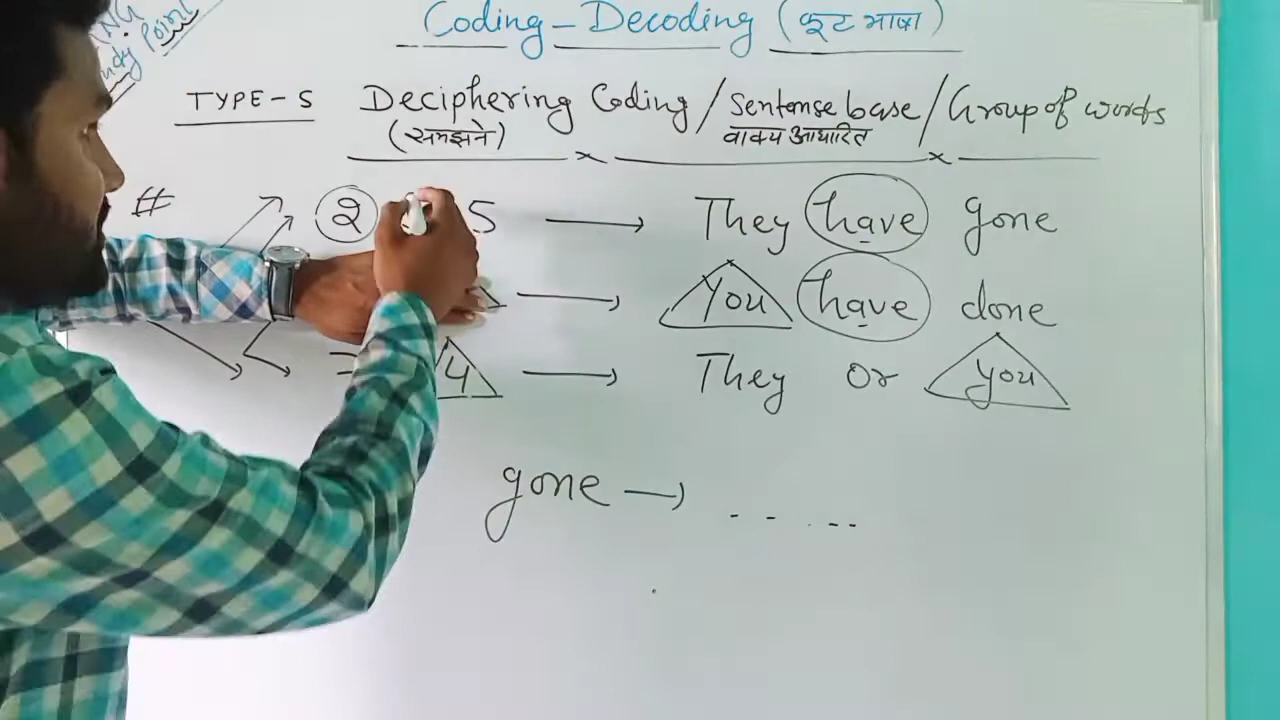 Coding - Decoding (कूट भाषा)
Point
TYPE - 5 Deciphering Coding / Sentense base / Group of words
(समझने) वाक्य आधारित
# 2 5 → They have gone
→ You have done
4 → They or you
gone → - - - - -